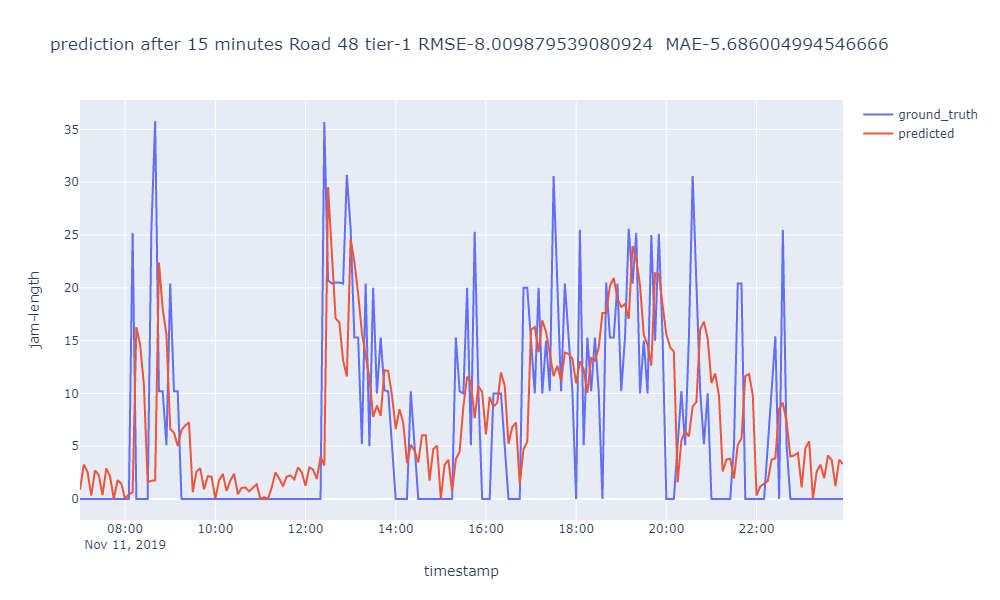 prediction after 15 minutes Road 48 tier-1 RMSE-8.009879539080924  MAE-5.686004994546666
ground_truth
predicted
jam-length
35
30
25
20
15
10
5
0
08:00 10:00 12:00 14:00 16:00 18:00 20:00 22:00
Nov 11, 2019
timestamp